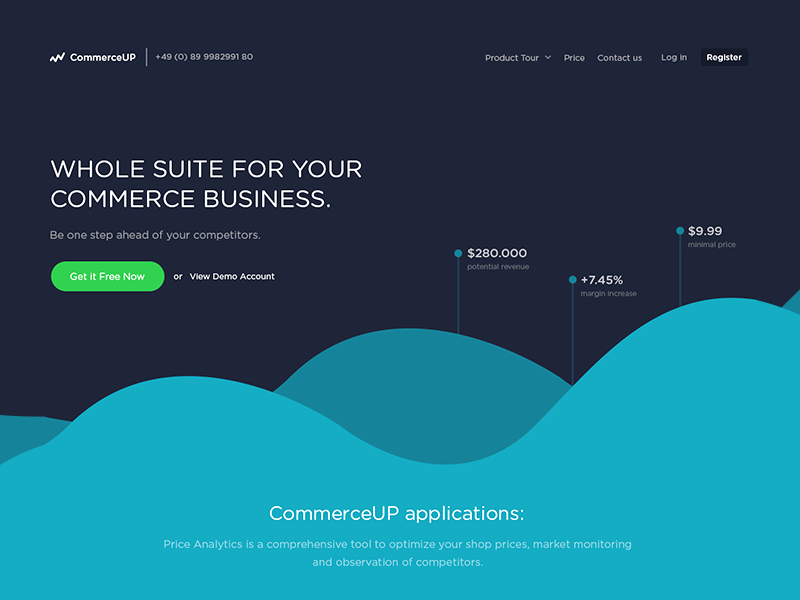 CommerceUP
+49 (0) 89 9982991 80
Product Tour
Price
Contact us
Log in
Register
WHOLE SUITE FOR YOUR
COMMERCE BUSINESS.
Be one step ahead of your competitors.
Get it Free Now
or View Demo Account
$280.000
potential revenue
+7.45%
margin increase
$9.99
minimal price
CommerceUP applications:
Price Analytics is a comprehensive tool to optimize your shop prices, market monitoring
and observation of competitors.